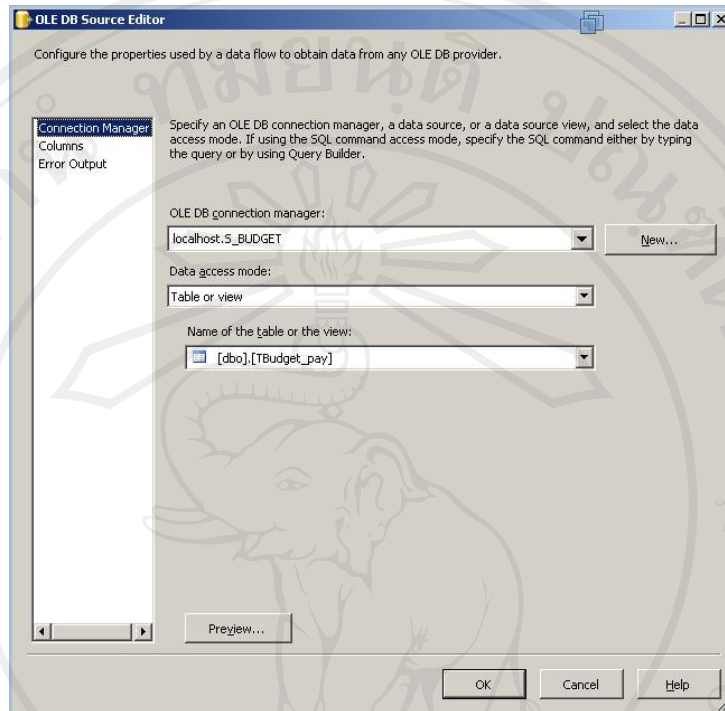 OLE DB Source Editor
Configure the properties used by a data flow to obtain data from any OLE DB provider.
Connection Manager
Columns
Error Output
Specify an OLE DB connection manager, a data source, or a data source view, and select the data
access mode. If using the SQL command access mode, specify the SQL command either by typing
the query or by using Query Builder.
OLE DB connection manager:
localhost.S_BUDGET
New...
Data access mode:
Table or view
Name of the table or the view:
[dbo].[TBudget_pay]
Preview...
OK
Cancel
Help